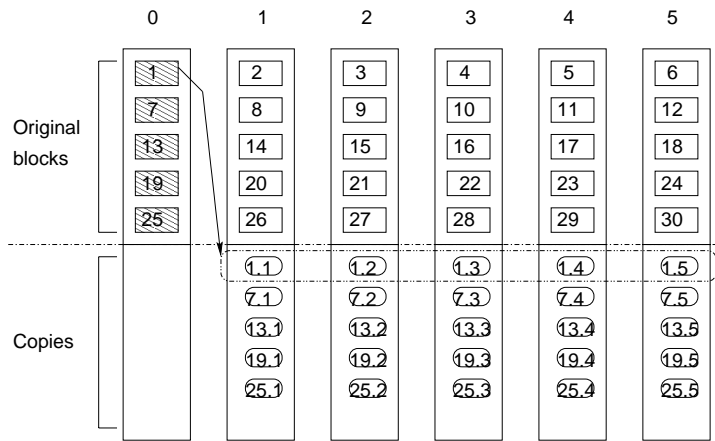 0 1 2 3 4 5
1 2 3 4 5 6
7 8 9 10 11 12
Original
blocks
13 14 15 16 17 18
19 20 21 22 23 24
25 26 27 28 29 30
1.1 1.2 1.3 1.4 1.5
7.1 7.2 7.3 7.4 7.5
Copies
13.1 13.2 13.3 13.4 13.5
19.1 19.2 19.3 19.4 19.5
25.1 25.2 25.3 25.4 25.5